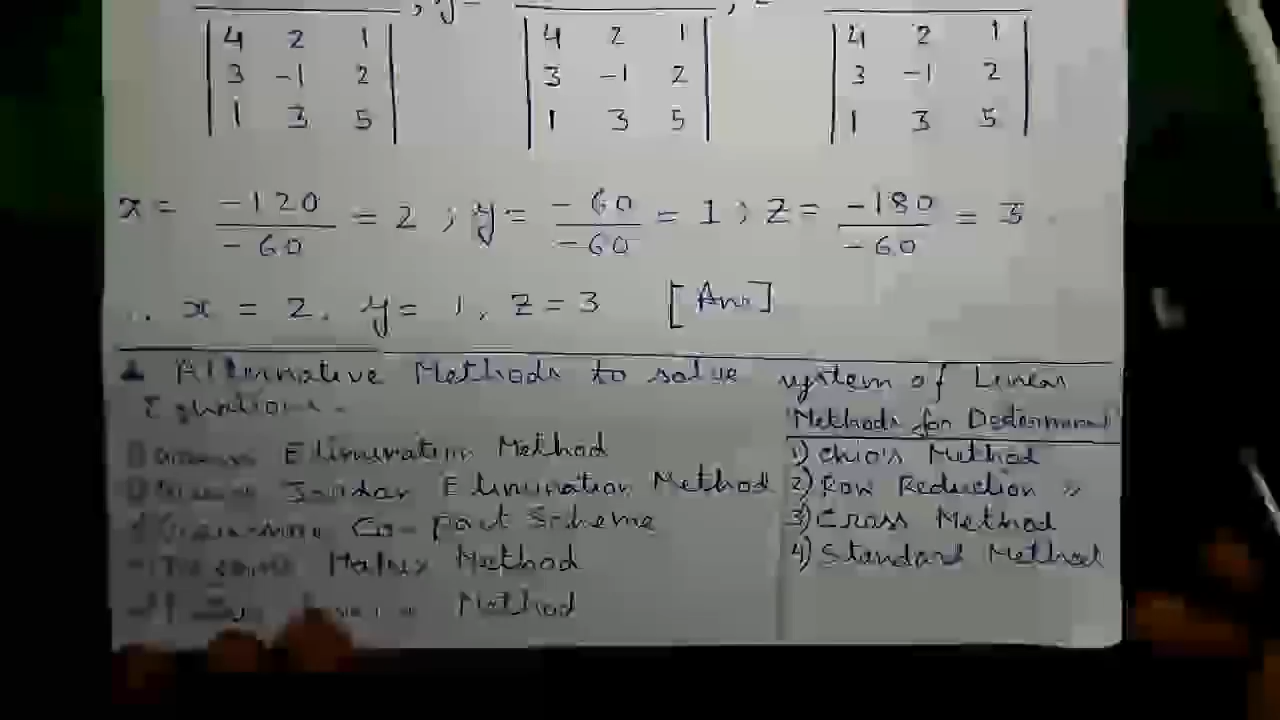 , y=
| 4 2 1 | | 4 2 1 | | 4 2 1 |
| 3 -1 2 | | 3 -1 2 | | 3 -1 2 |
| 1 3 5 | | 1 3 5 | | 1 3 5 |
x = -120/-60 = 2 ; y = -60/-60 = 1 ; z = -180/-60 = 3
∴ x = 2, y = 1, z = 3 [Ans]
Alternative Methods to solve system of Linear
Equations.
Elimination Method
Jordan Elimination Method
Compact Scheme
Matrix Method
Method
Methods for Determinant
1) Chio's Method
2) Row Reduction "
3) Cross Method
4) Standard Method